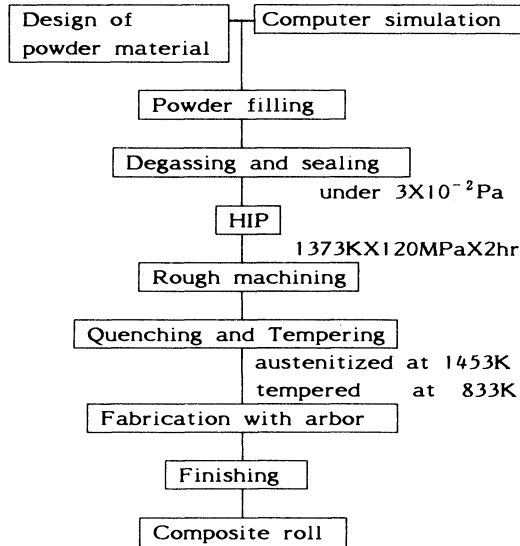 Design of
powder material
Computer simulation
Powder filling
Degassing and sealing
under 3X10⁻²Pa
HIP
1373KX120MPaX2hr
Rough machining
Quenching and Tempering
austenitized at 1453K
tempered at 833K
Fabrication with arbor
Finishing
Composite roll